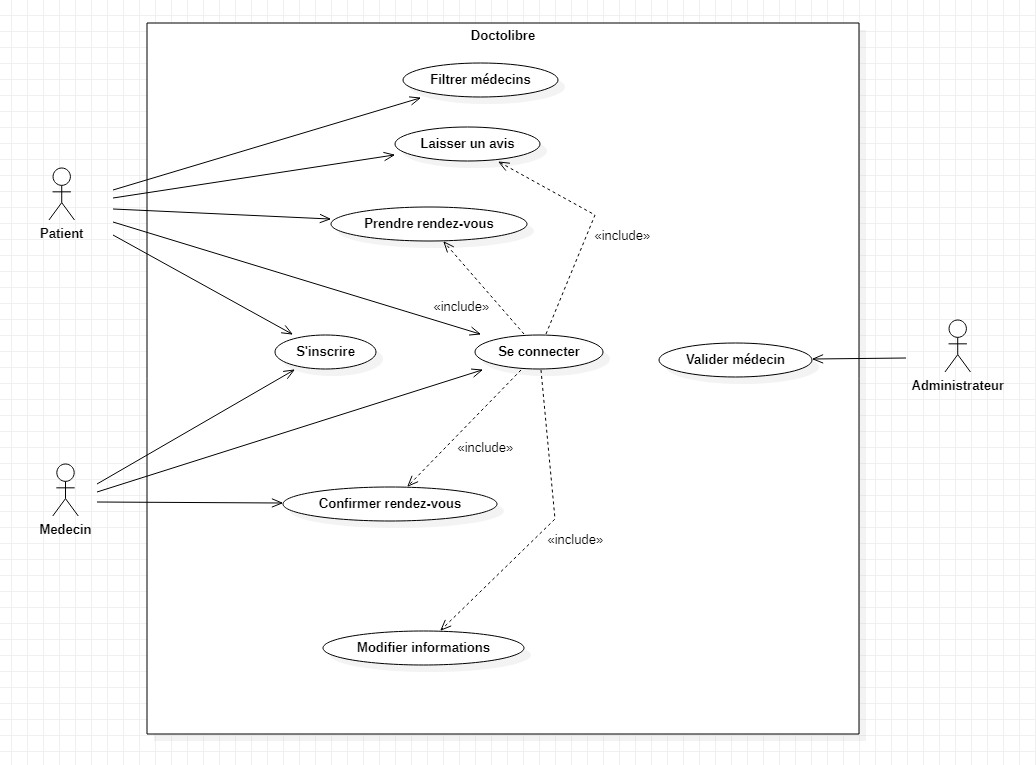 Doctolibre
Filtrer médecins
Laisser un avis
Patient
Prendre rendez-vous
«include»
«include»
S'inscrire
Se connecter
Valider médecin
Administrateur
«include»
Confirmer rendez-vous
Medecin
«include»
Modifier informations